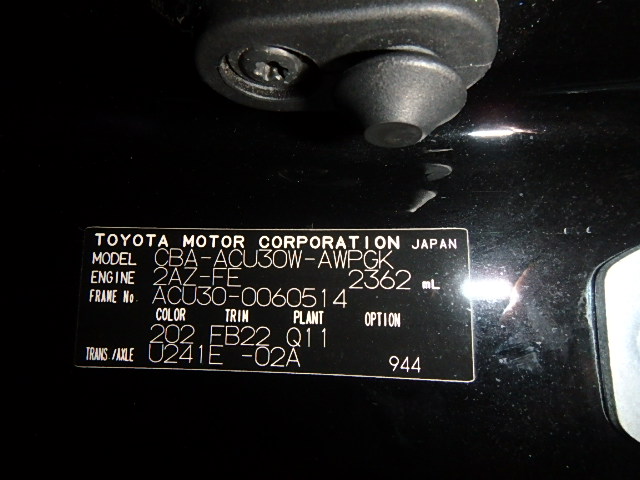 TOYOTA MOTOR CORPORATION JAPAN
MODEL CBA-ACU30W-AWPGK
ENGINE 2AZ-FE 2362 mL
FRAME No. ACU30-0060514
COLOR TRIM PLANT OPTION
202 FB22 Q11
TRANS/AXLE U241E -02A 944